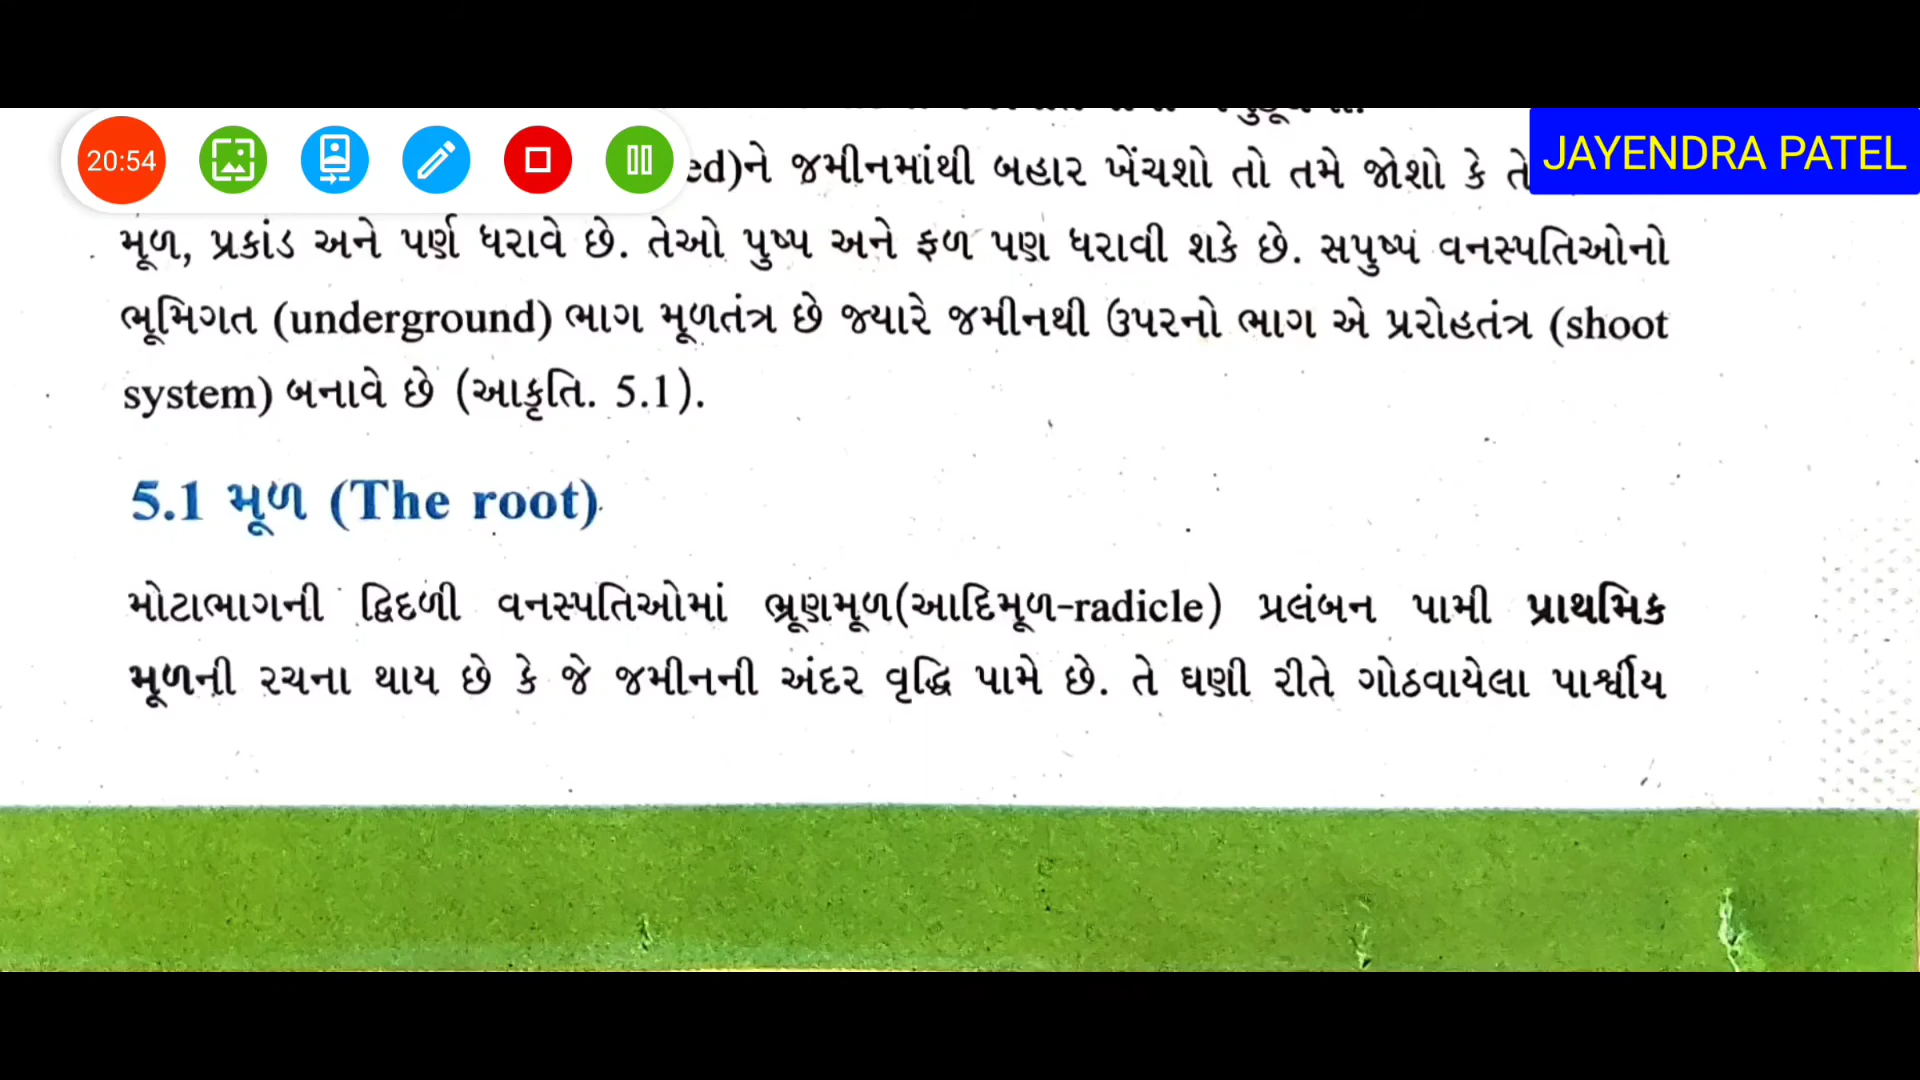 20:54
JAYENDRA PATEL
ed)ને જમીનમાંથી બહાર ખેંચશો તો તમે જોશો કે તે
મૂળ, પ્રકાંડ અને પર્ણ ધરાવે છે. તેઓ પુષ્પ અને ફળ પણ ધરાવી શકે છે. સપુષ્પ વનસ્પતિઓનો
ભૂમિગત (underground) ભાગ મૂળતંત્ર છે જ્યારે જમીનથી ઉપરનો ભાગ એ પ્રરોહતંત્ર (shoot
system) બનાવે છે (આકૃતિ. 5.1).
5.1 મૂળ (The root)
મોટાભાગની દ્વિદળી વનસ્પતિઓમાં ભ્રૂણમૂળ(આદિમૂળ-radicle) પ્રલંબન પામી પ્રાથમિક
મૂળની રચના થાય છે કે જે જમીનની અંદર વૃદ્ધિ પામે છે. તે ઘણી રીતે ગોઠવાયેલા પાર્શ્વીય